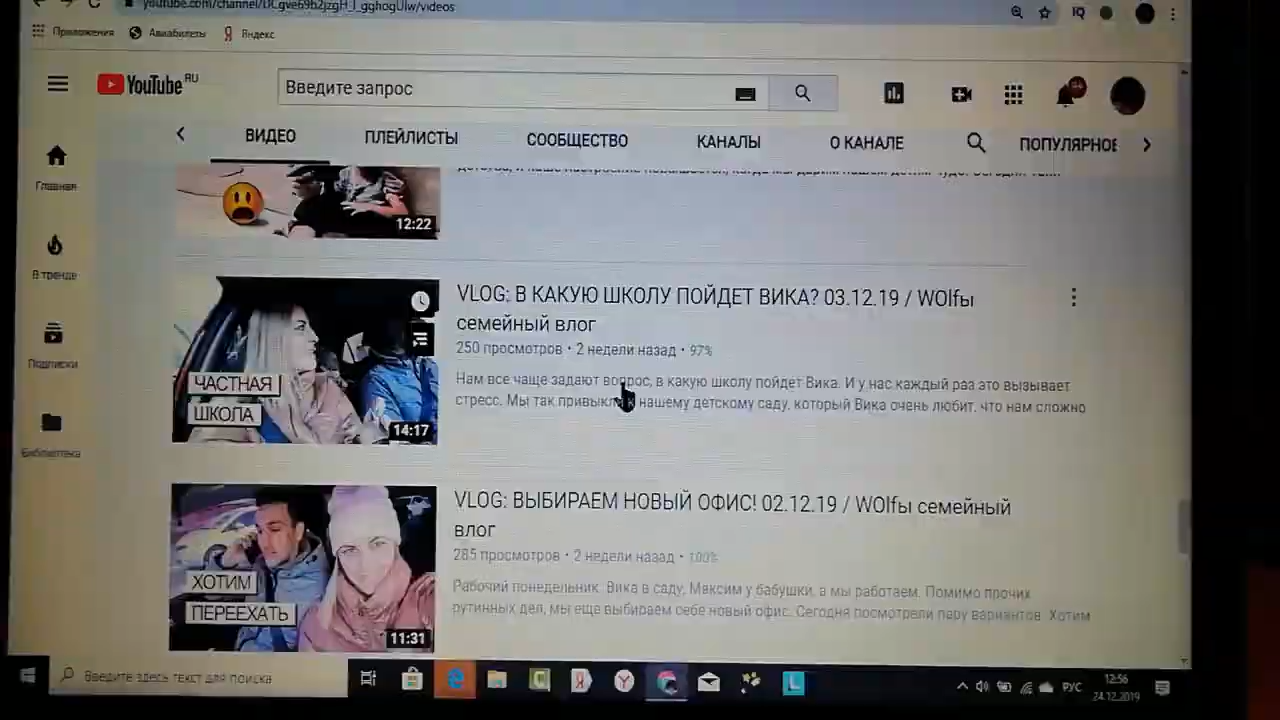 youtube.com/channel/
/videos
Приложения Авиабилеты Яндекс
YouTube RU
Введите запрос
ВИДЕО ПЛЕЙЛИСТЫ СООБЩЕСТВО КАНАЛЫ О КАНАЛЕ ПОПУЛЯРНОЕ
Главная
В тренде
Подписки
Библиотека
12:22
VLOG: В КАКУЮ ШКОЛУ ПОЙДЕТ ВИКА? 03.12.19 / WOlfы
семейный влог
250 просмотров • 2 недели назад • 97%
Нам все чаще задают вопрос, в какую школу пойдет Вика. И у нас каждый раз это вызывает
стресс. Мы так привыкли к нашему детскому саду, который Вика очень любит, что нам сложно
ЧАСТНАЯ
ШКОЛА
14:17
VLOG: ВЫБИРАЕМ НОВЫЙ ОФИС! 02.12.19 / WOlfы семейный
влог
285 просмотров • 2 недели назад • 100%
Рабочий понедельник. Вика в саду, Максим у бабушки, а мы работаем. Помимо прочих
рутинных дел, мы еще выбираем себе новый офис. Сегодня посмотрели пару вариантов. Хотим
ХОТИМ
ПЕРЕЕХАТЬ
11:31
Введите здесь текст для поиска
РУС
12:56
24.12.2019